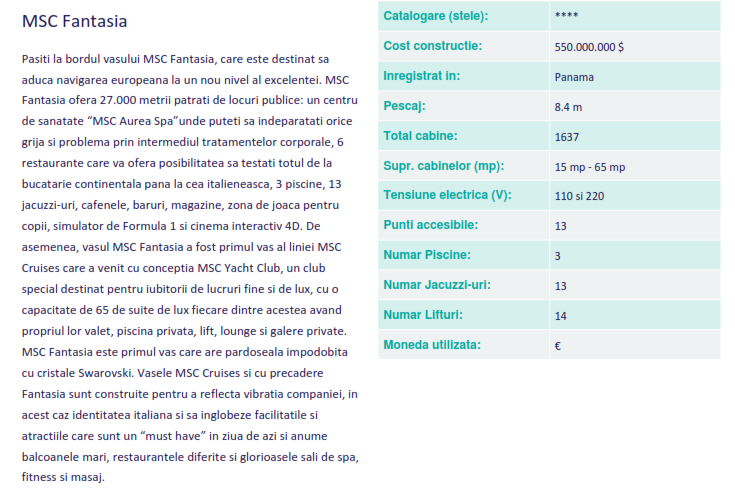 MSC Fantasia
Pasiti la bordul vasului MSC Fantasia, care este destinat sa
aduca navigarea europeana la un nou nivel al excelentei. MSC
Fantasia ofera 27.000 metrii patrati de locuri publice: un centru
de sanatate “MSC Aurea Spa”unde puteti sa indeparatati orice
grija si problema prin intermediul tratamentelor corporale, 6
restaurante care va ofera posibilitatea sa testati totul de la
bucatarie continentala pana la cea italieneasca, 3 piscine, 13
jacuzzi-uri, cafenele, baruri, magazine, zona de joaca pentru
copii, simulator de Formula 1 si cinema interactiv 4D. De
asemenea, vasul MSC Fantasia a fost primul vas al liniei MSC
Cruises care a venit cu conceptia MSC Yacht Club, un club
special destinat pentru iubitorii de lucruri fine si de lux, cu o
capacitate de 65 de suite de lux fiecare dintre acestea avand
propriul lor valet, piscina privata, lift, lounge si galere private.
MSC Fantasia este primul vas care are pardoseala impodobita
cu cristale Swarovski. Vasele MSC Cruises si cu precadere
Fantasia sunt construite pentru a reflecta vibratia companiei, in
acest caz identitatea italiana si sa inglobeze facilitatile si
atractiile care sunt un “must have” in ziua de azi si anume
balcoanele mari, restaurantele diferite si glorioasele sali de spa,
fitness si masaj.
Catalogare (stele): ****
Cost constructie: 550.000.000 $
Inregistrat in: Panama
Pescaj: 8.4 m
Total cabine: 1637
Supr. cabinelor (mp): 15 mp - 65 mp
Tensiune electrica (V): 110 si 220
Punti accesibile: 13
Numar Piscine: 3
Numar Jacuzzi-uri: 13
Numar Lifturi: 14
Moneda utilizata: €